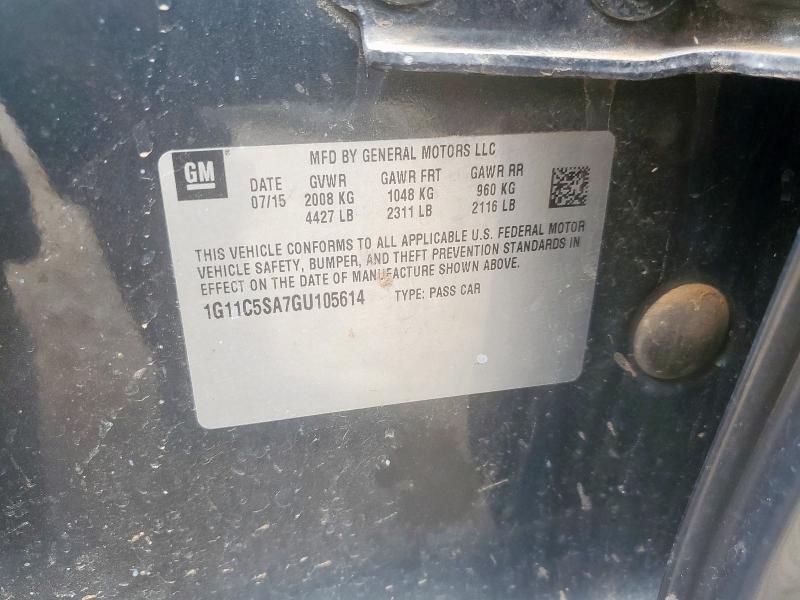 GM
MFD BY GENERAL MOTORS LLC
DATE GVWR GAWR FRT GAWR RR
07/15 2008 KG 1048 KG 960 KG
4427 LB 2311 LB 2116 LB
THIS VEHICLE CONFORMS TO ALL APPLICABLE U.S. FEDERAL MOTOR
VEHICLE SAFETY, BUMPER, AND THEFT PREVENTION STANDARDS IN
EFFECT ON THE DATE OF MANUFACTURE SHOWN ABOVE.
1G11C5SA7GU105614 TYPE: PASS CAR